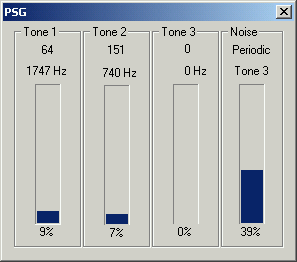 PSG
Tone 1 Tone 2 Tone 3 Noise
64 151 0 Periodic
1747 Hz 740 Hz 0 Hz Tone 3
9% 7% 0% 39%